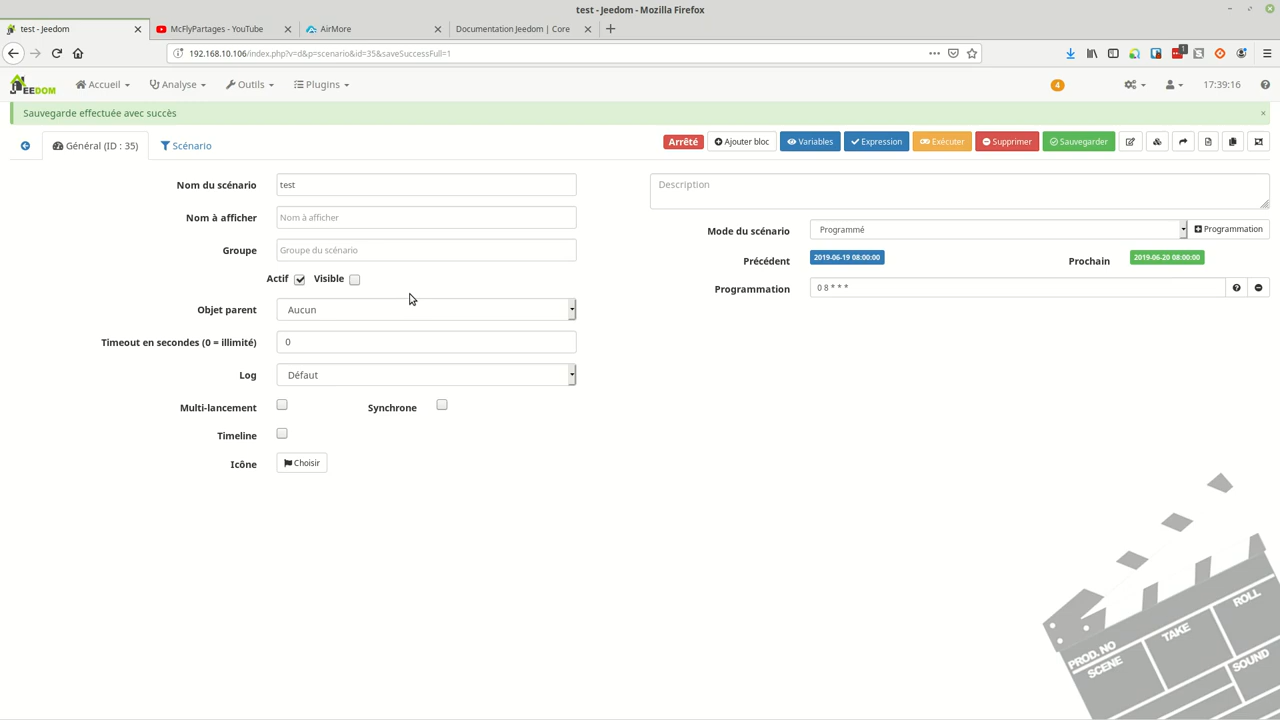 test - Jeedom - Mozilla Firefox
test - Jeedom
McFlyPartages - YouTube
AirMore
Documentation Jeedom | Core
192.168.10.106/index.php?v=d&p=scenario&id=35&saveSuccessFull=1
1
JEEDOM
Accueil
Analyse
Outils
Plugins
4
17:39:16
Sauvegarde effectuée avec succès
×
Général (ID : 35)
Scénario
Arrêté
Ajouter bloc
Variables
Expression
Exécuter
Supprimer
Sauvegarder
Nom du scénario
test
Description
Nom à afficher
Nom à afficher
Mode du scénario
Programmé
Programmation
Groupe
Groupe du scénario
Précédent
2019-06-19 08:00:00
Prochain
2019-06-20 08:00:00
Actif
Visible
Programmation
0 8 * * *
Objet parent
Aucun
Timeout en secondes (0 = illimité)
0
Log
Défaut
Multi-lancement
Synchrone
Timeline
Icône
Choisir
PROD. NO
SCENE
TAKE
ROLL
SOUND